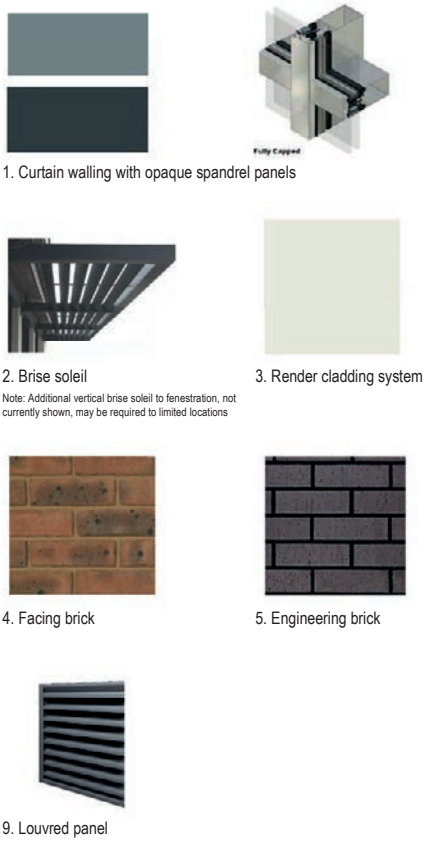 Fully Capped
1. Curtain walling with opaque spandrel panels
2. Brise soleil
Note: Additional vertical brise soleil to fenestration, not
currently shown, may be required to limited locations
3. Render cladding system
4. Facing brick
5. Engineering brick
9. Louvred panel